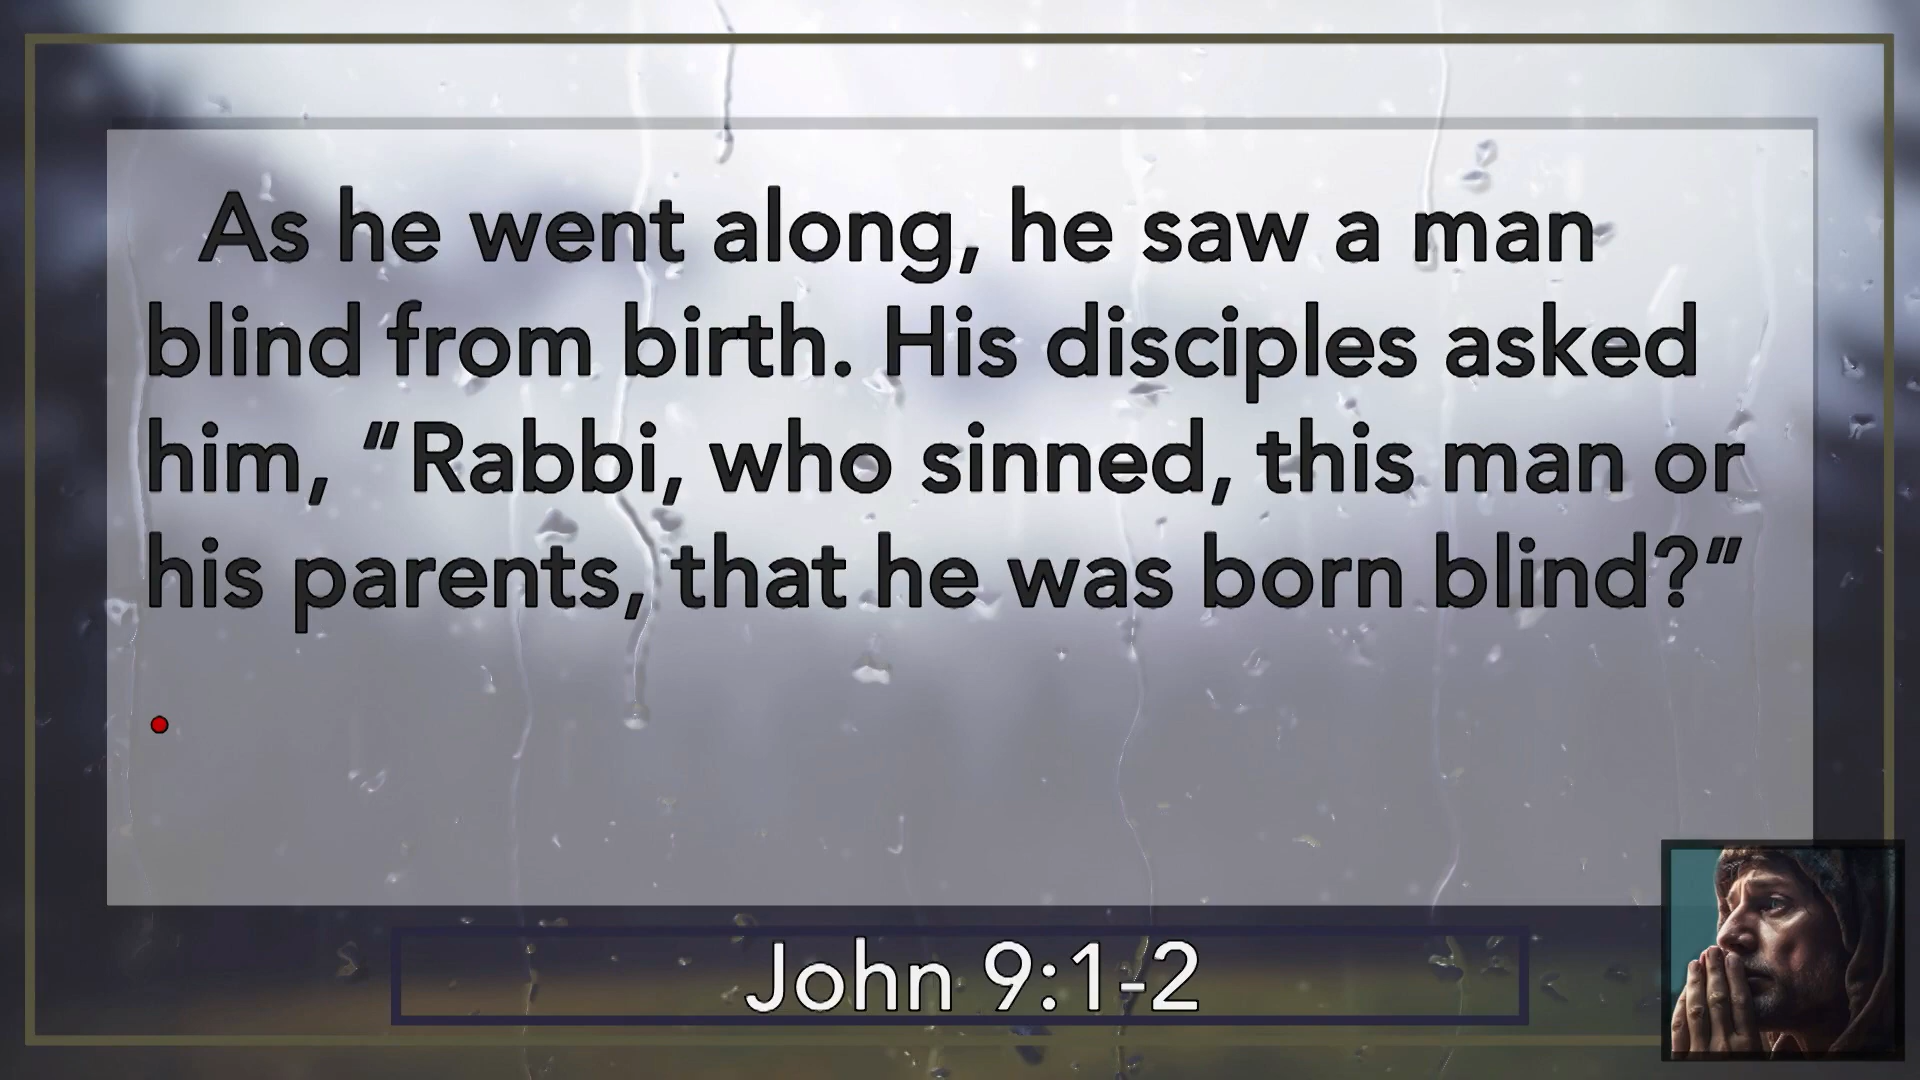 As he went along, he saw a man
blind from birth. His disciples asked
him, “Rabbi, who sinned, this man or
his parents, that he was born blind?”
John 9:1-2